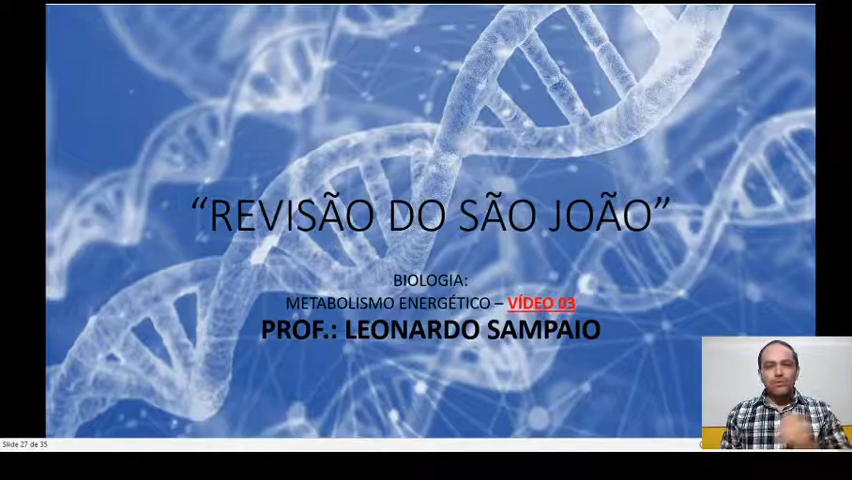 “REVISÃO DO SÃO JOÃO”
BIOLOGIA:
METABOLISMO ENERGÉTICO – VÍDEO 03
PROF.: LEONARDO SAMPAIO
Slide 27 de 35